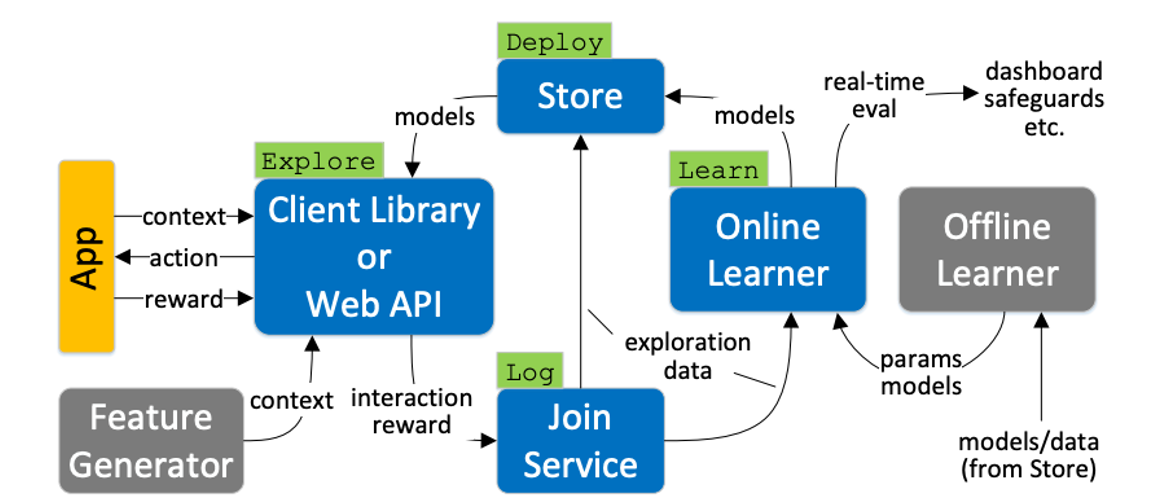 Deploy
Store
models
models
real-time
eval
dashboard
safeguards
etc.
Explore
Client Library
or
Web API
App
context
action
reward
Learn
Online
Learner
Offline
Learner
exploration
data
params
models
Log
Join
Service
interaction
reward
context
Feature
Generator
models/data
(from Store)